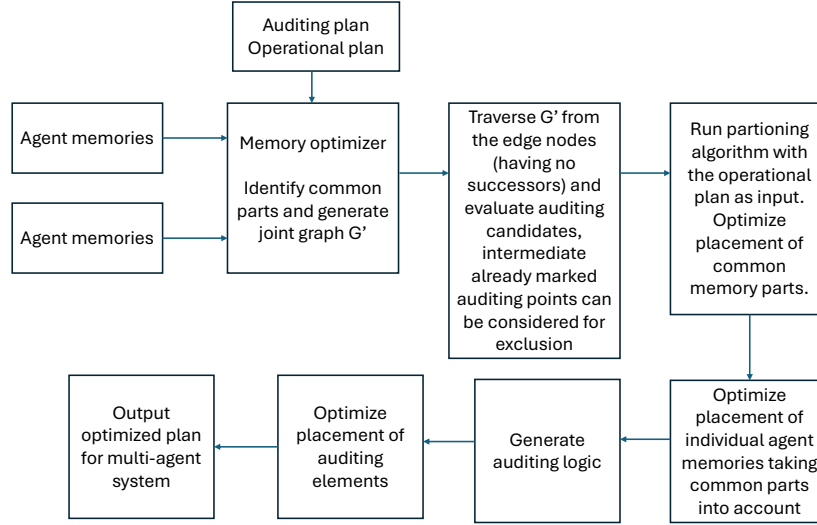 Auditing plan
Operational plan
Agent memories
Agent memories
Memory optimizer
Identify common
parts and generate
joint graph G’
Traverse G’ from
the edge nodes
(having no
successors) and
evaluate auditing
candidates,
intermediate
already marked
auditing points can
be considered for
exclusion
Run partioning
algorithm with
the operational
plan as input.
Optimize
placement of
common
memory parts.
Optimize
placement of
individual agent
memories taking
common parts
into account
Generate
auditing logic
Optimize
placement of
auditing
elements
Output
optimized plan
for multi-agent
system